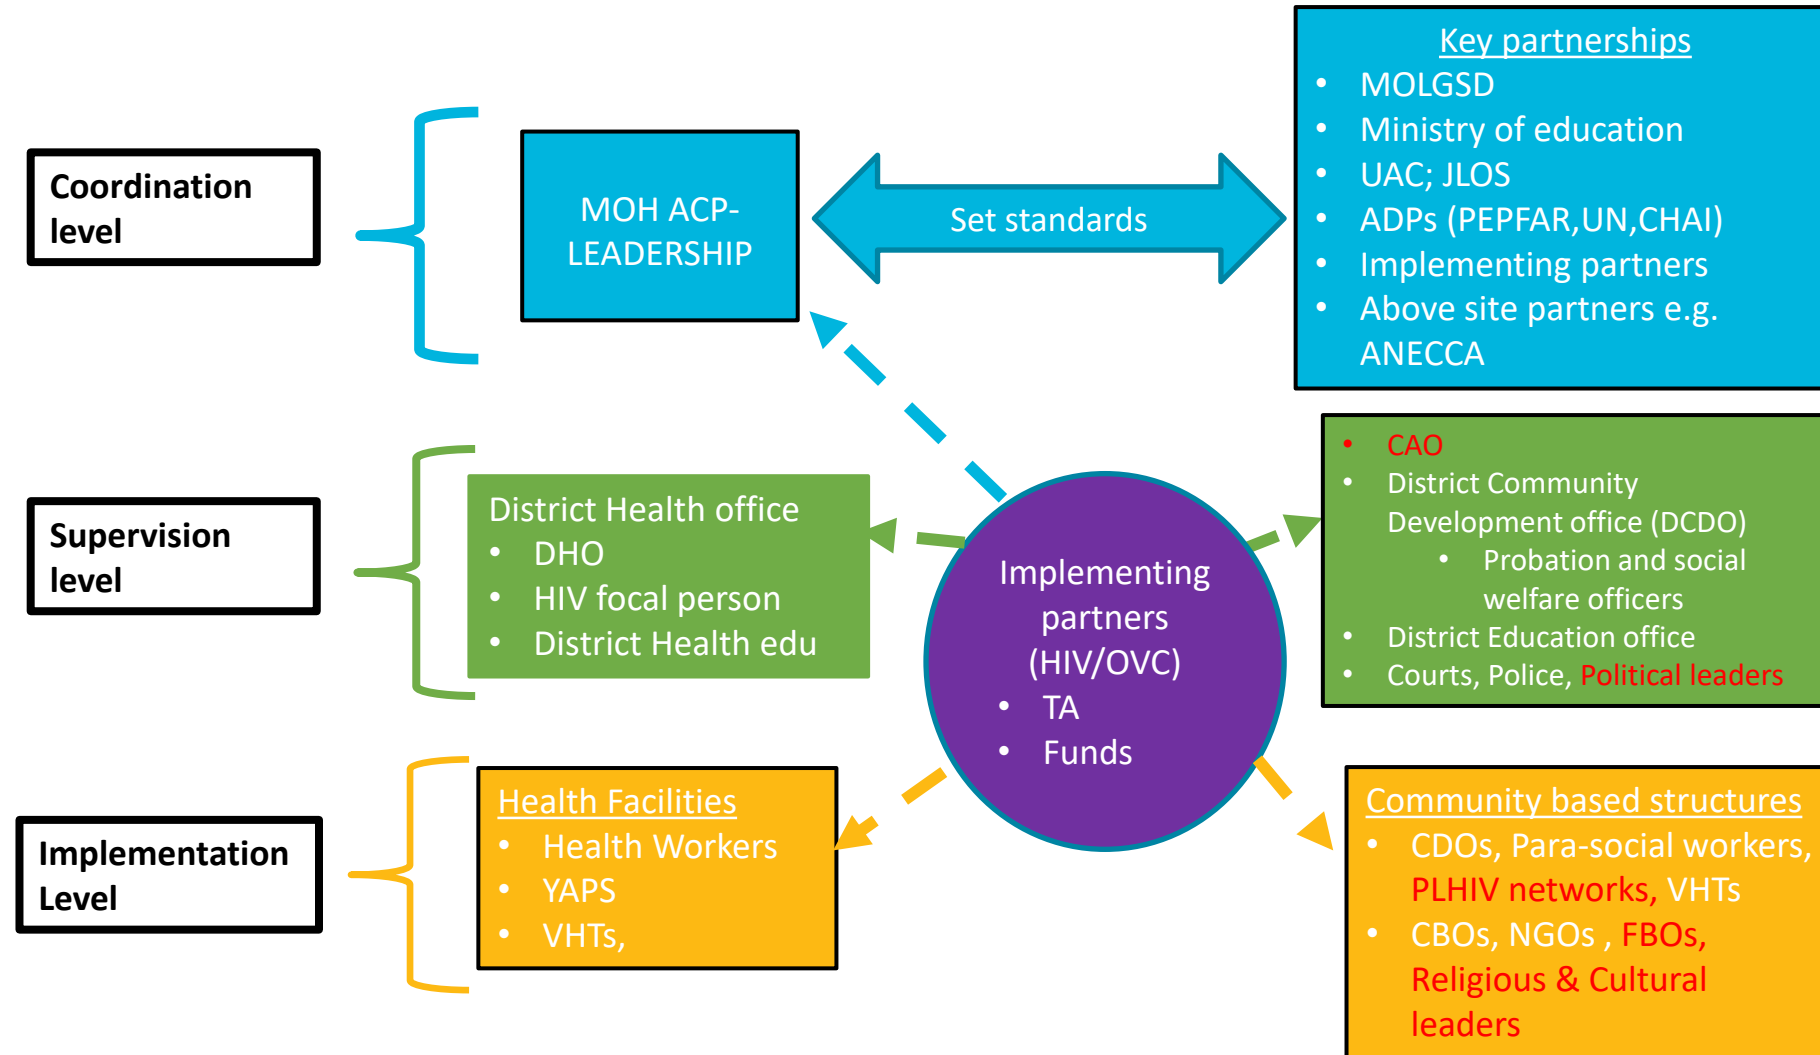 Coordination
level
MOH ACP-
LEADERSHIP
Set standards
Key partnerships
• MOLGSD
• Ministry of education
• UAC; JLOS
• ADPs (PEPFAR,UN,CHAI)
• Implementing partners
• Above site partners e.g.
ANECCA
Supervision
level
District Health office
• DHO
• HIV focal person
• District Health edu
Implementing
partners
(HIV/OVC)
• TA
• Funds
• CAO
• District Community
Development office (DCDO)
• Probation and social
welfare officers
• District Education office
• Courts, Police, Political leaders
Implementation
Level
Health Facilities
• Health Workers
• YAPS
• VHTs,
Community based structures
• CDOs, Para-social workers,
PLHIV networks, VHTs
• CBOs, NGOs , FBOs,
Religious & Cultural
leaders